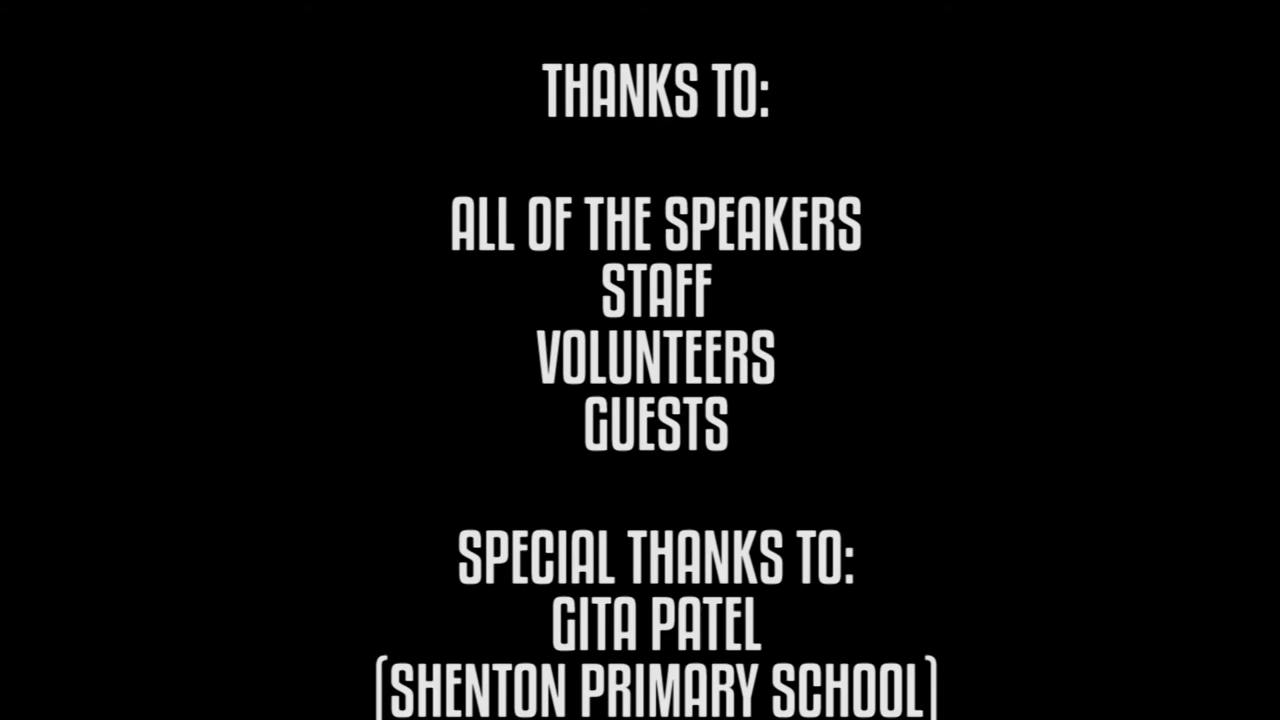 THANKS TO:
ALL OF THE SPEAKERS
STAFF
VOLUNTEERS
GUESTS
SPECIAL THANKS TO:
GITA PATEL
(SHENTON PRIMARY SCHOOL)